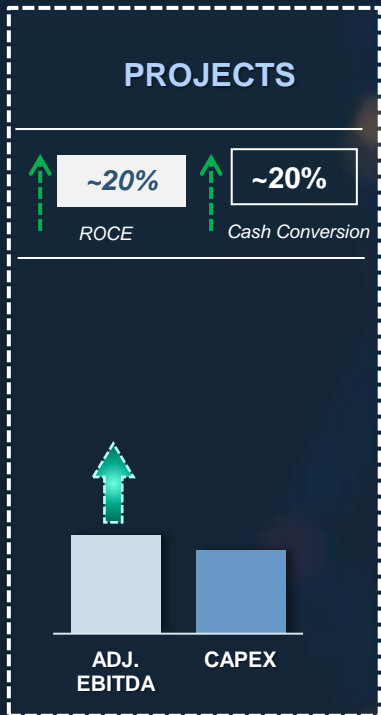 PROJECTS
~20%
~20%
ROCE
Cash Conversion
ADJ.
EBITDA
CAPEX